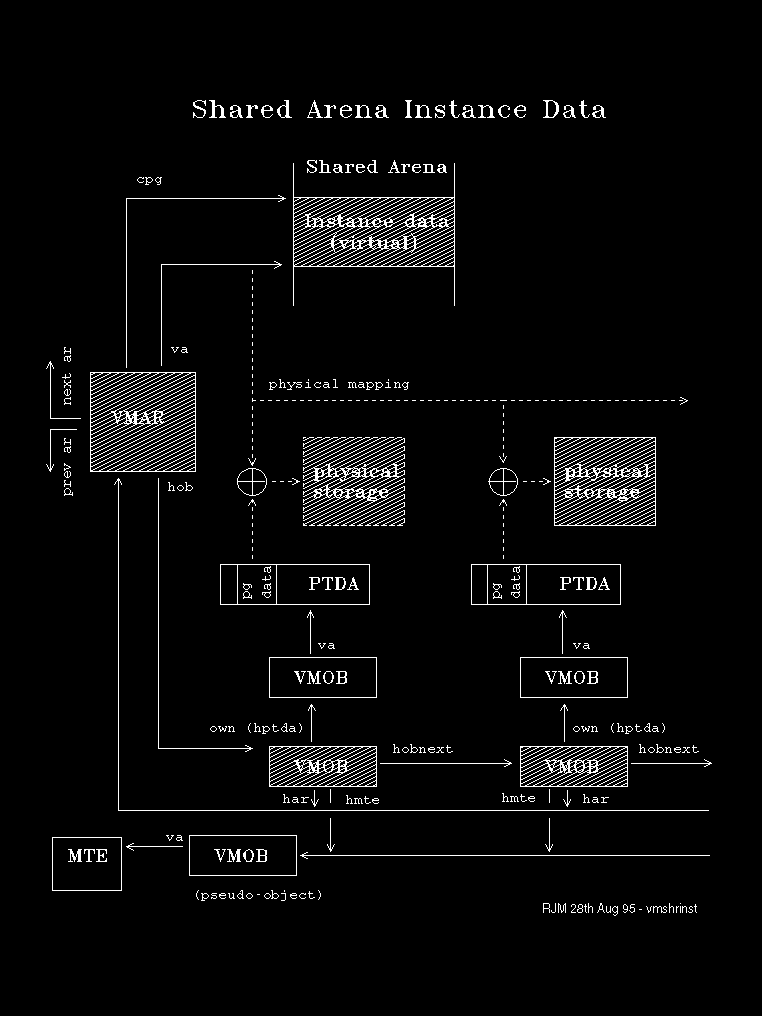 Shared Arena Instance Data
Shared Arena
cpg
Instance data
(virtual)
va
next ar
physical mapping
VMAR
prev ar
hob
physical
storage
physical
storage
pg
data
PTDA
pg
data
PTDA
va
va
VMOB
VMOB
own (hptda)
own (hptda)
hobnext
hobnext
VMOB
VMOB
har
hmte
hmte
har
va
MTE
VMOB
(pseudo-object)
RJM 28th Aug 95 - vmshrinst